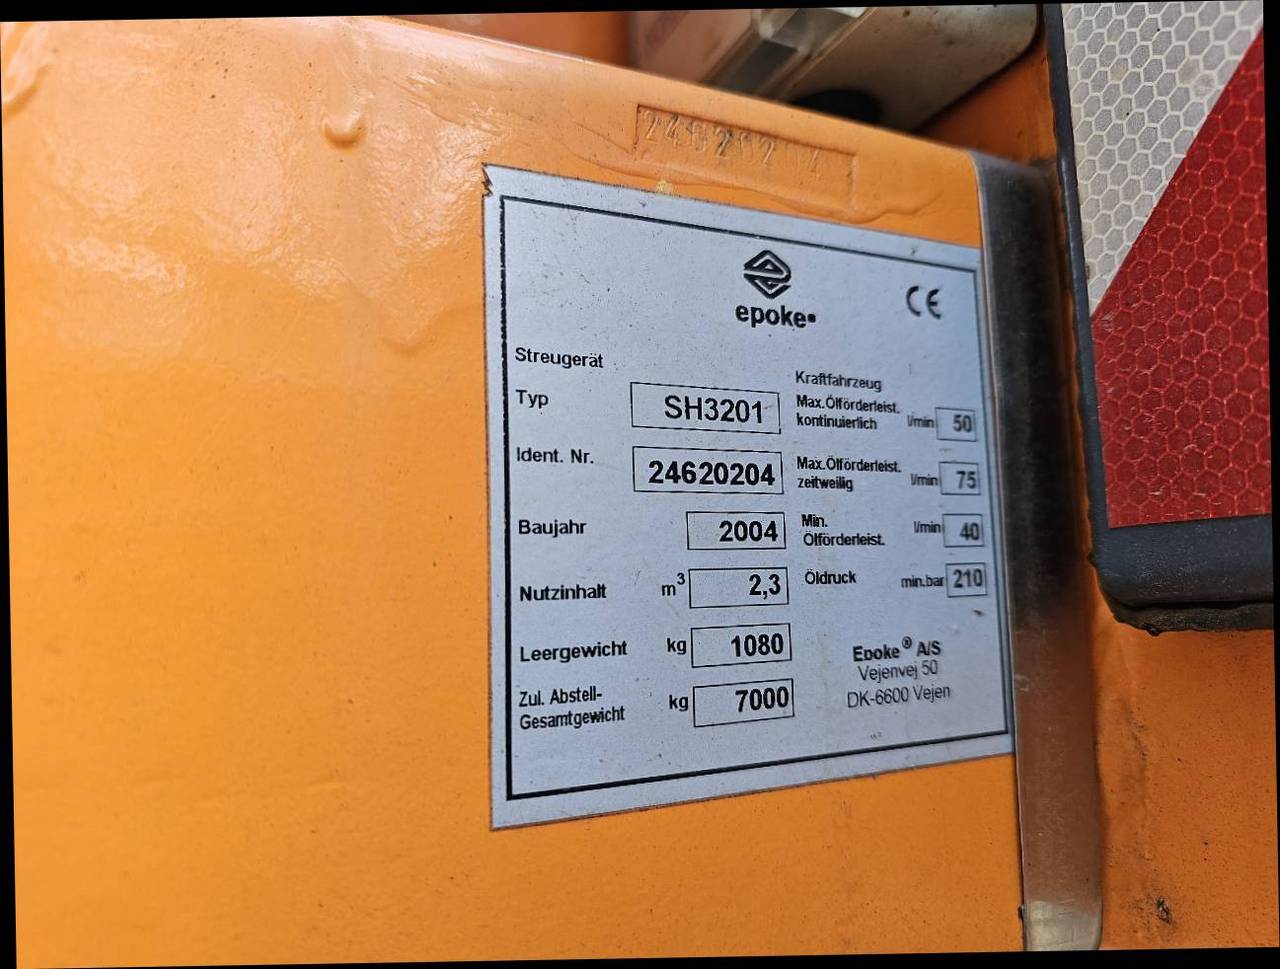 24620204
epoke
CE
Streugerät
Typ SH3201
Ident. Nr. 24620204
Baujahr 2004
Nutzinhalt m³ 2,3
Leergewicht kg 1080
Zul. Abstell-
Gesamtgewicht kg 7000
Kraftfahrzeug
Max.Ölförderleist.
kontinuierlich l/min 50
Max.Ölförderleist.
zeitweilig l/min 75
Min.
Ölförderleist. l/min 40
Öldruck min.bar 210
Epoke® A/S
Vejenvej 50
DK-6600 Vejen